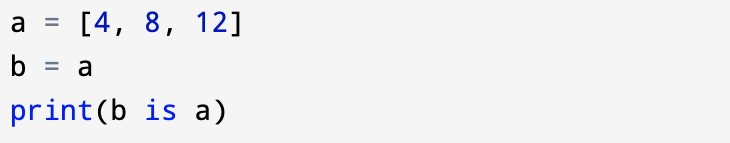 a = [4, 8, 12]
b = a
print(b is a)